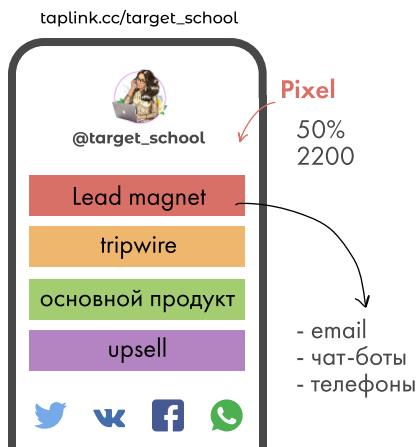 taplink.cc/target_school
@target_school
Pixel
50%
2200
Lead magnet
tripwire
основной продукт
upsell
- email
- чат-боты
- телефоны